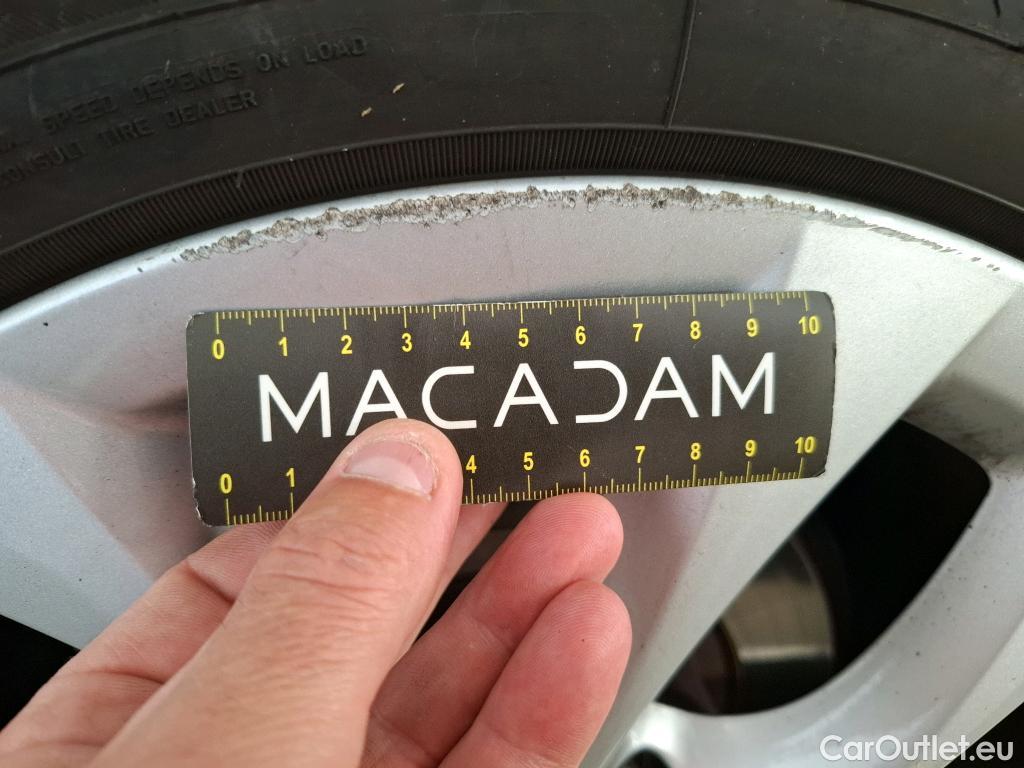 SPEED DEPENDS ON LOAD
CONSULT TIRE DEALER
0 1 2 3 4 5 6 7 8 9 10
MACADAM
0 1 4 5 6 7 8 9 10
CarOutlet.eu